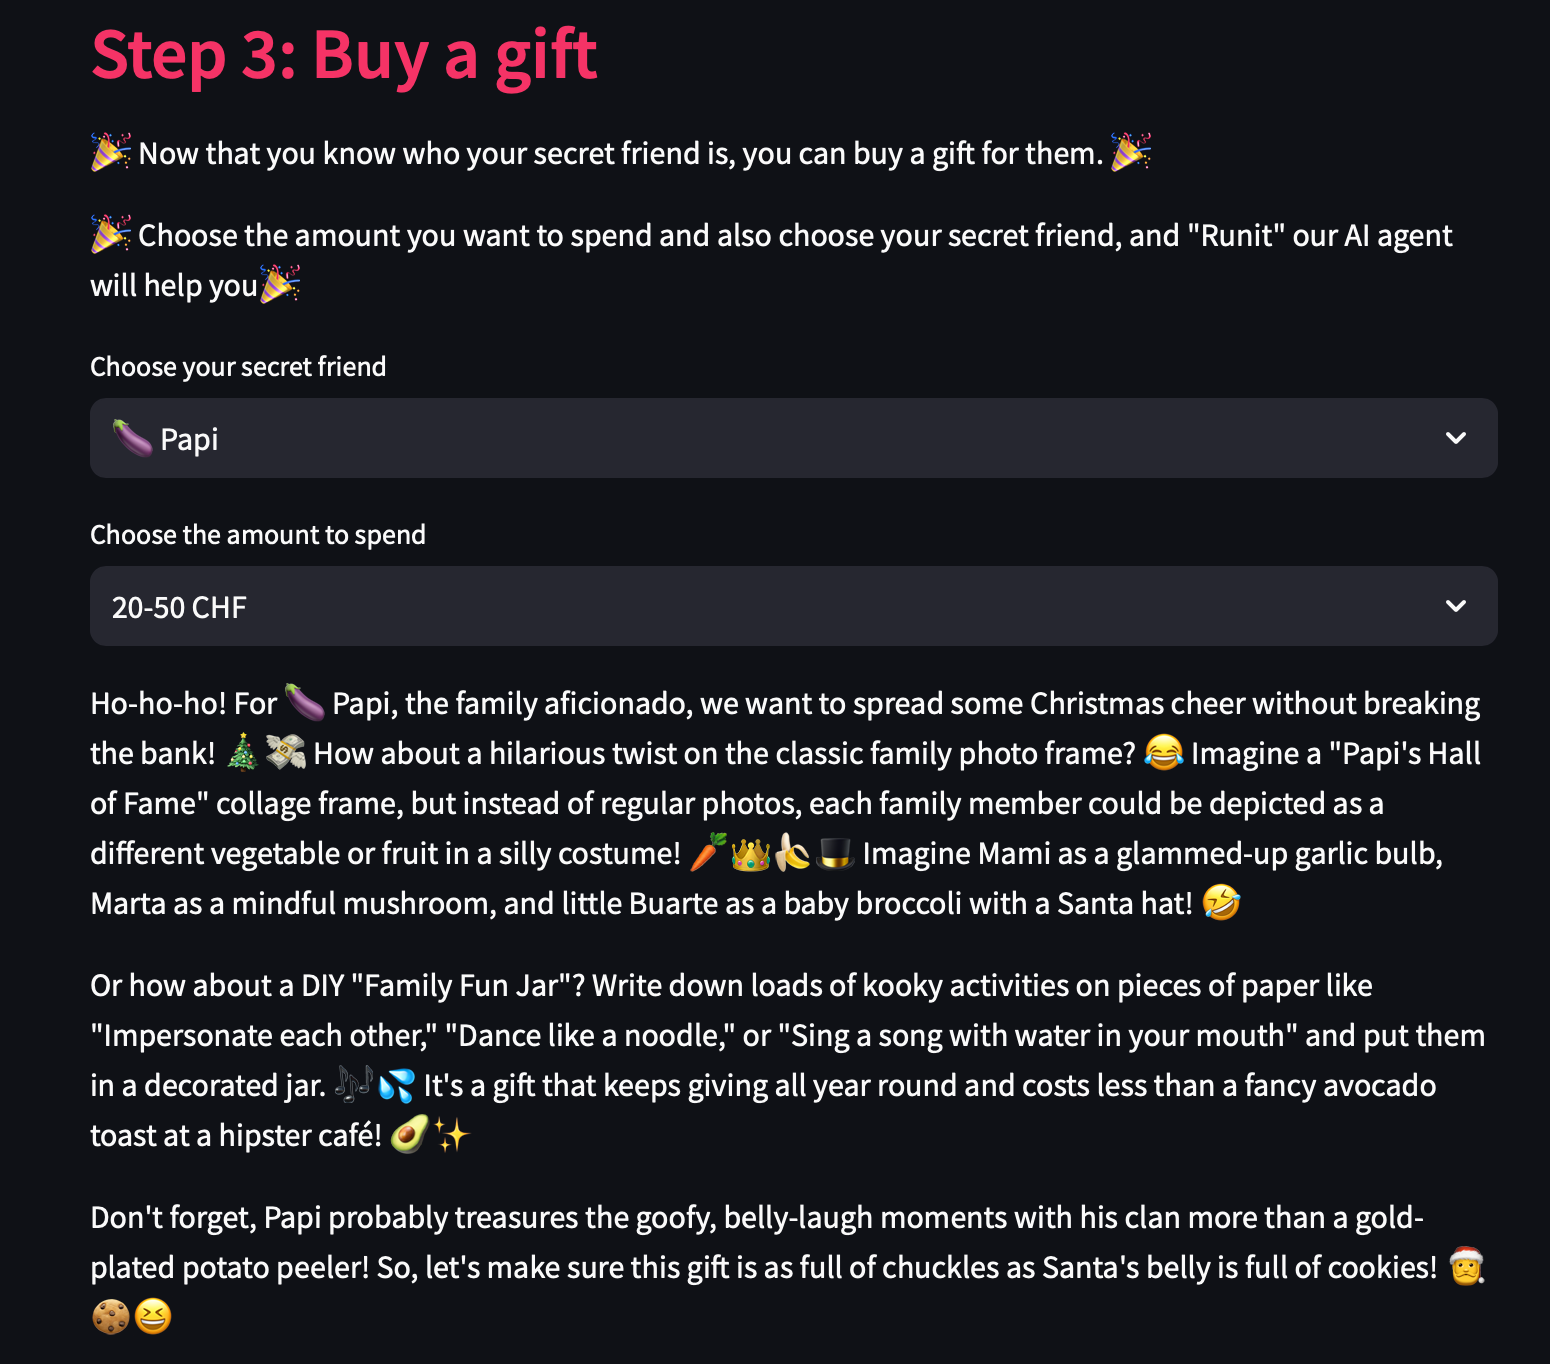 Step 3: Buy a gift
🎉 Now that you know who your secret friend is, you can buy a gift for them. 🎉
🎉 Choose the amount you want to spend and also choose your secret friend, and "Runit" our AI agent
will help you🎉
Choose your secret friend
🍆 Papi
Choose the amount to spend
20-50 CHF
Ho-ho-ho! For 🍆 Papi, the family aficionado, we want to spread some Christmas cheer without breaking
the bank! 🎄💸 How about a hilarious twist on the classic family photo frame? 😂 Imagine a "Papi's Hall
of Fame" collage frame, but instead of regular photos, each family member could be depicted as a
different vegetable or fruit in a silly costume! 🥕👑🍌🎩 Imagine Mami as a glammed-up garlic bulb,
Marta as a mindful mushroom, and little Buarte as a baby broccoli with a Santa hat! 🤣
Or how about a DIY "Family Fun Jar"? Write down loads of kooky activities on pieces of paper like
"Impersonate each other," "Dance like a noodle," or "Sing a song with water in your mouth" and put them
in a decorated jar. 🎶💦 It's a gift that keeps giving all year round and costs less than a fancy avocado
toast at a hipster café! 🥑✨
Don't forget, Papi probably treasures the goofy, belly-laugh moments with his clan more than a gold-
plated potato peeler! So, let's make sure this gift is as full of chuckles as Santa's belly is full of cookies! 🎅
🍪😆